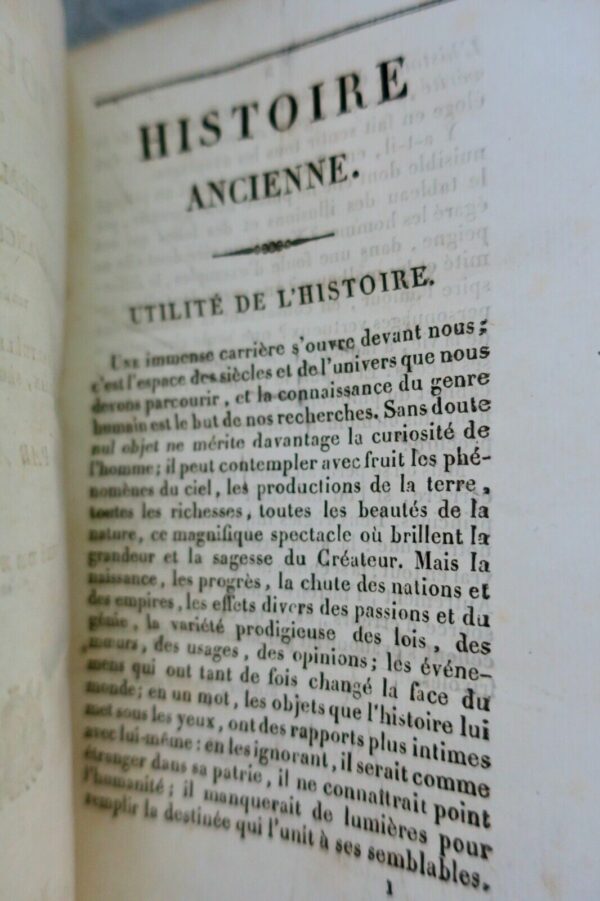 HISTOIRE
ANCIENNE.
UTILITÉ DE L'HISTOIRE.
UNE immense carrière s'ouvre devant nous;
c'est l'espace des siècles et de l'univers que nous
devons parcourir, et la connaissance du genre
humain est le but de nos recherches. Sans doute
nul objet ne mérite davantage la curiosité de
l'homme; il peut contempler avec fruit les phé-
nomènes du ciel, les productions de la terre,
toutes les richesses, toutes les beautés de la
nature, ce magnifique spectacle où brillent la
grandeur et la sagesse du Créateur. Mais la
naissance, les progrès, la chute des nations et
des empires, les effets divers des passions et du
génie, la variété prodigieuse des lois, des
mœurs, des usages, des opinions; les événe-
mens qui ont tant de fois changé la face du
monde; en un mot, les objets que l'histoire lui
met sous les yeux, ont des rapports plus intimes
avec lui-même: en les ignorant, il serait comme
étranger dans sa patrie, il ne connaîtrait point
l'humanité; il manquerait de lumières pour
remplir la destinée qui l'unit à ses semblables.
1